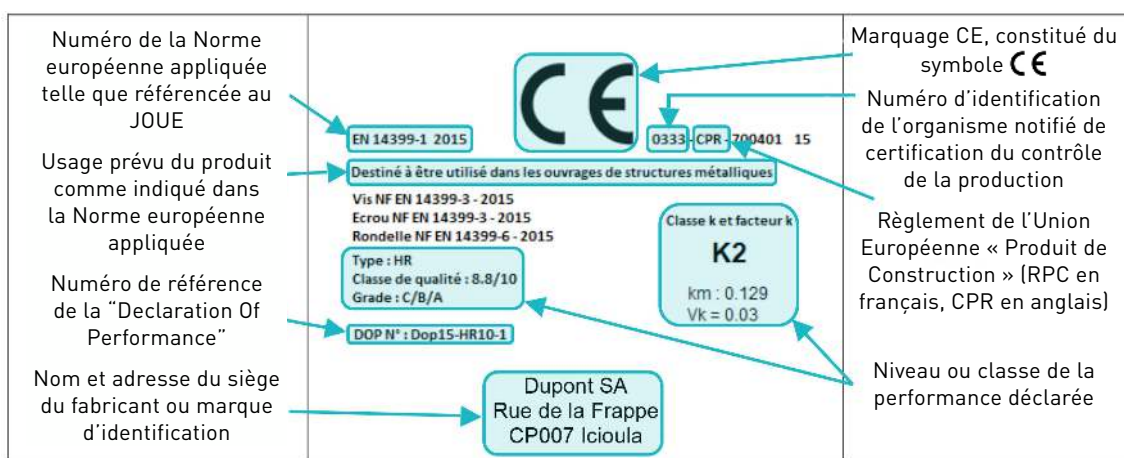 Numéro de la Norme
européenne appliquée
telle que référencée au
JOUE
Usage prévu du produit
comme indiqué dans
la Norme européenne
appliquée
Numéro de référence
de la “Declaration Of
Performance”
Nom et adresse du siège
du fabricant ou marque
d’identification
CE
EN 14399-1 2015
0333 - CPR - 700401 15
Destiné à être utilisé dans les ouvrages de structures métalliques
Vis NF EN 14399-3 - 2015
Ecrou NF EN 14399-3 - 2015
Rondelle NF EN 14399-6 - 2015
Type : HR
Classe de qualité : 8.8/10
Grade : C/B/A
DOP N° : Dop15-HR10-1
Classe k et facteur k
K2
km : 0.129
Vk = 0.03
Dupont SA
Rue de la Frappe
CP007 Icioula
Marquage CE, constitué du
symbole CE
Numéro d’identification
de l’organisme notifié de
certification du contrôle
de la production
Règlement de l’Union
Européenne « Produit de
Construction » (RPC en
français, CPR en anglais)
Niveau ou classe de la
performance déclarée